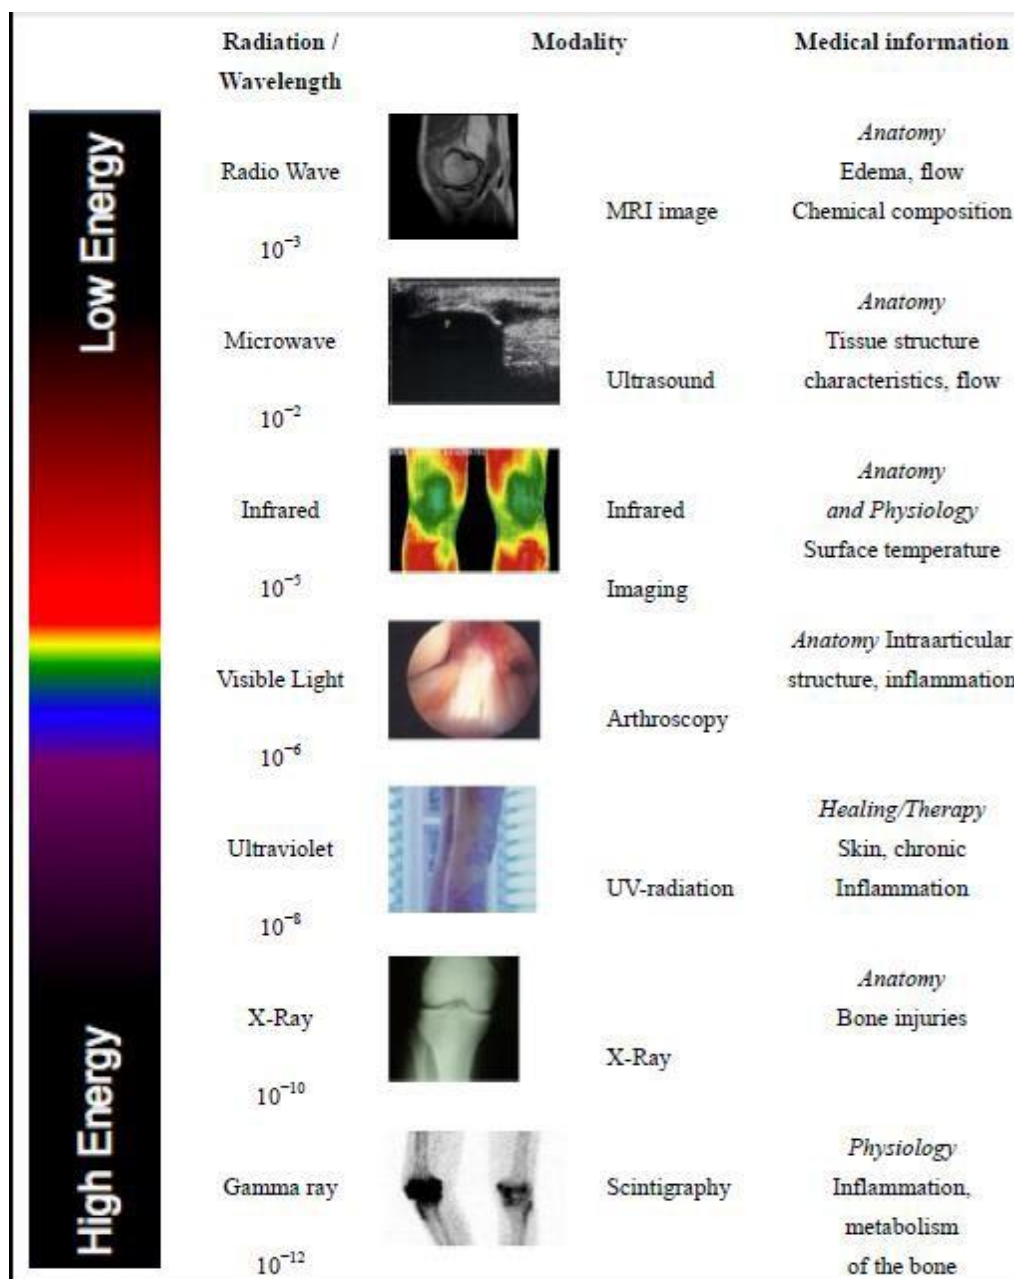 Radiation / Wavelength
Modality
Medical information
Low Energy
High Energy
Radio Wave
10⁻³
MRI image
Anatomy
Edema, flow
Chemical composition
Microwave
10⁻²
Ultrasound
Anatomy
Tissue structure
characteristics, flow
Infrared
10⁻⁵
Infrared
Imaging
Anatomy
and Physiology
Surface temperature
Visible Light
10⁻⁶
Arthroscopy
Anatomy Intraarticular
structure, inflammation
Ultraviolet
10⁻⁸
UV-radiation
Healing/Therapy
Skin, chronic
Inflammation
X-Ray
10⁻¹⁰
X-Ray
Anatomy
Bone injuries
Gamma ray
10⁻¹²
Scintigraphy
Physiology
Inflammation,
metabolism
of the bone